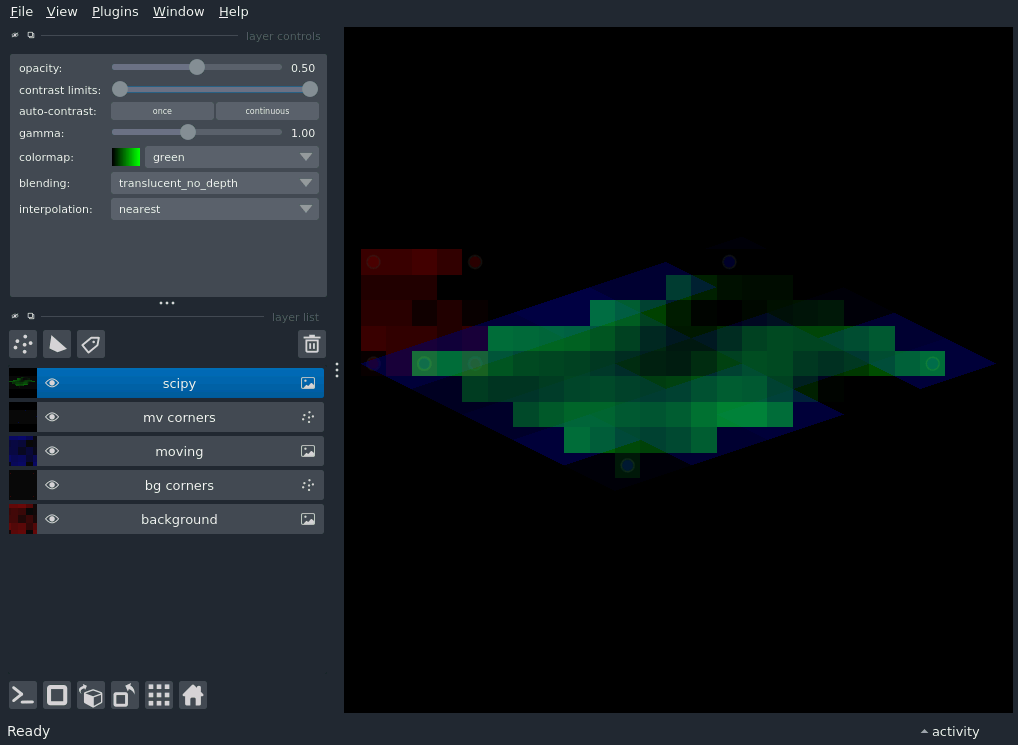 File View Plugins Window Help
layer controls
opacity: 0.50
contrast limits:
auto-contrast: once continuous
gamma: 1.00
colormap: green
blending: translucent_no_depth
interpolation: nearest
layer list
scipy
mv corners
moving
bg corners
background
Ready activity